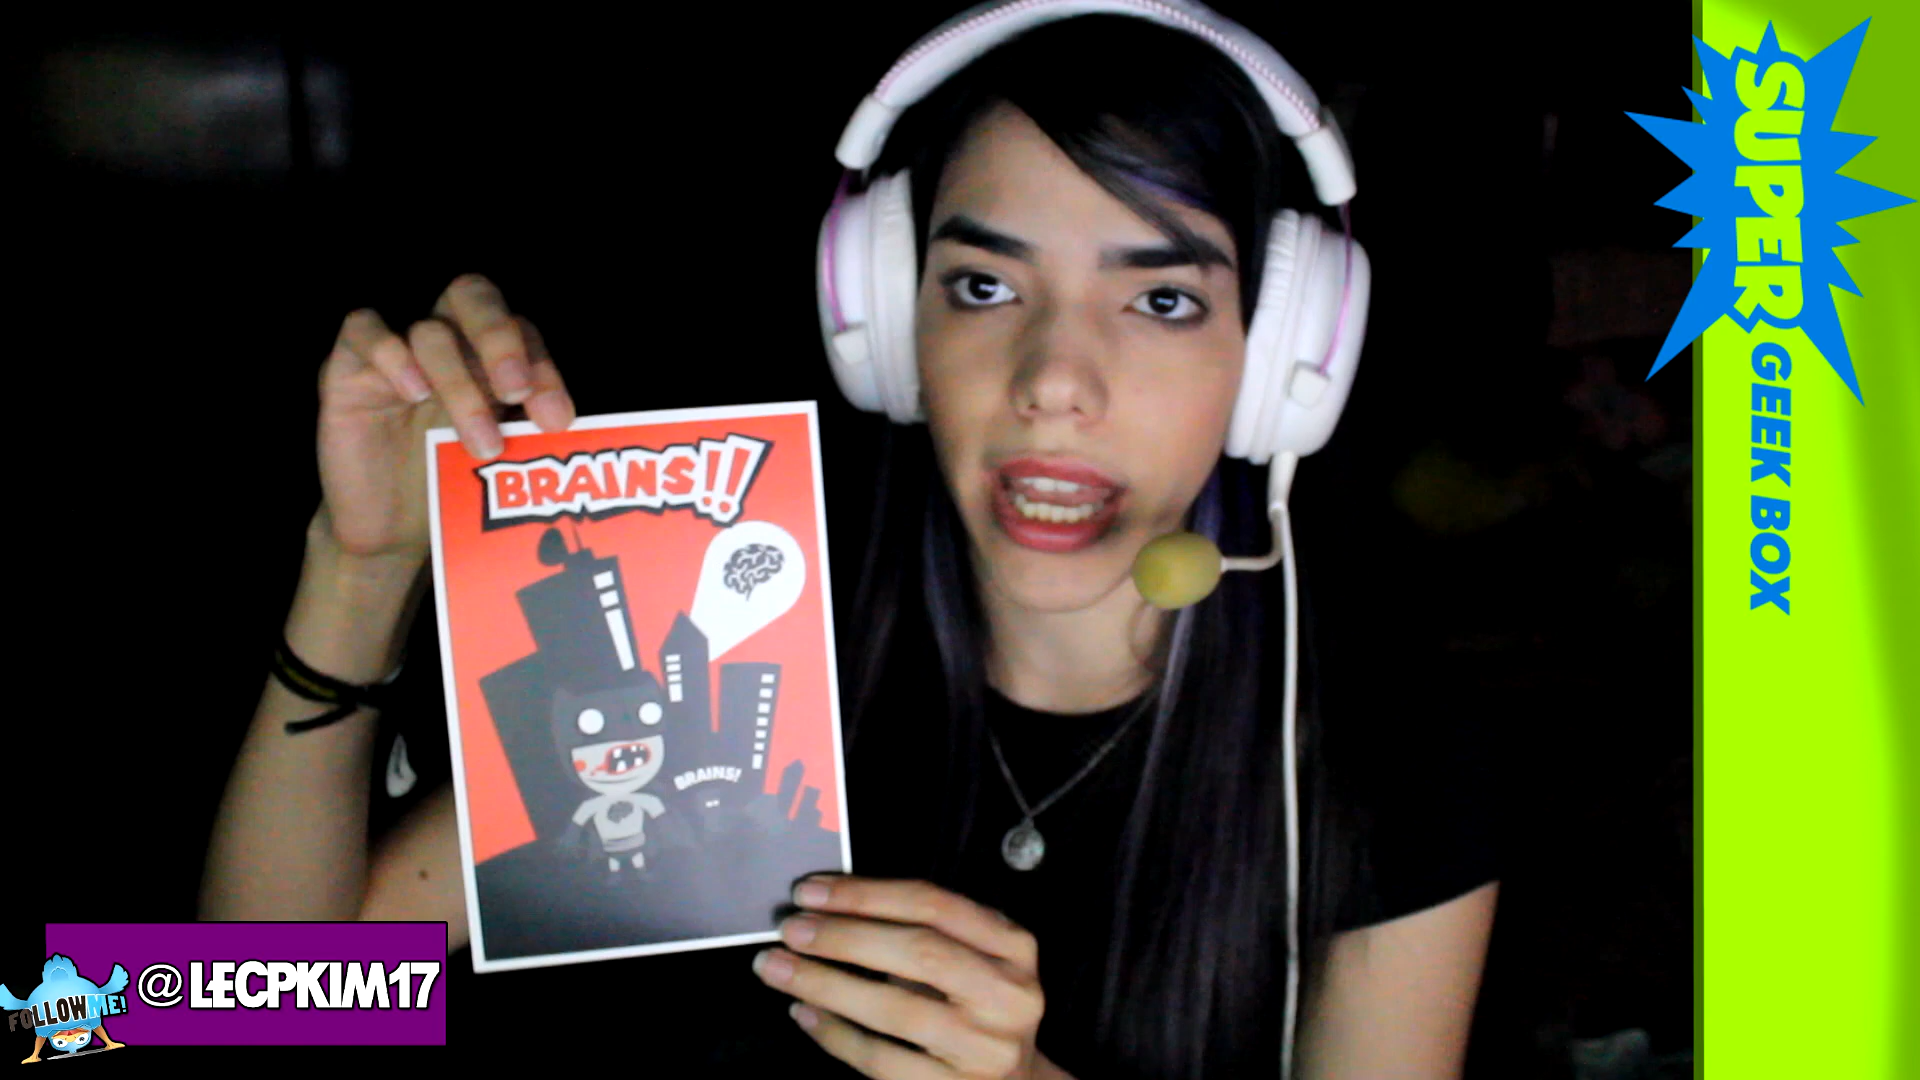 BRAINS!!
BRAINS!
SUPER
GEEK BOX
FOLLOW ME!
@LECPKIM17